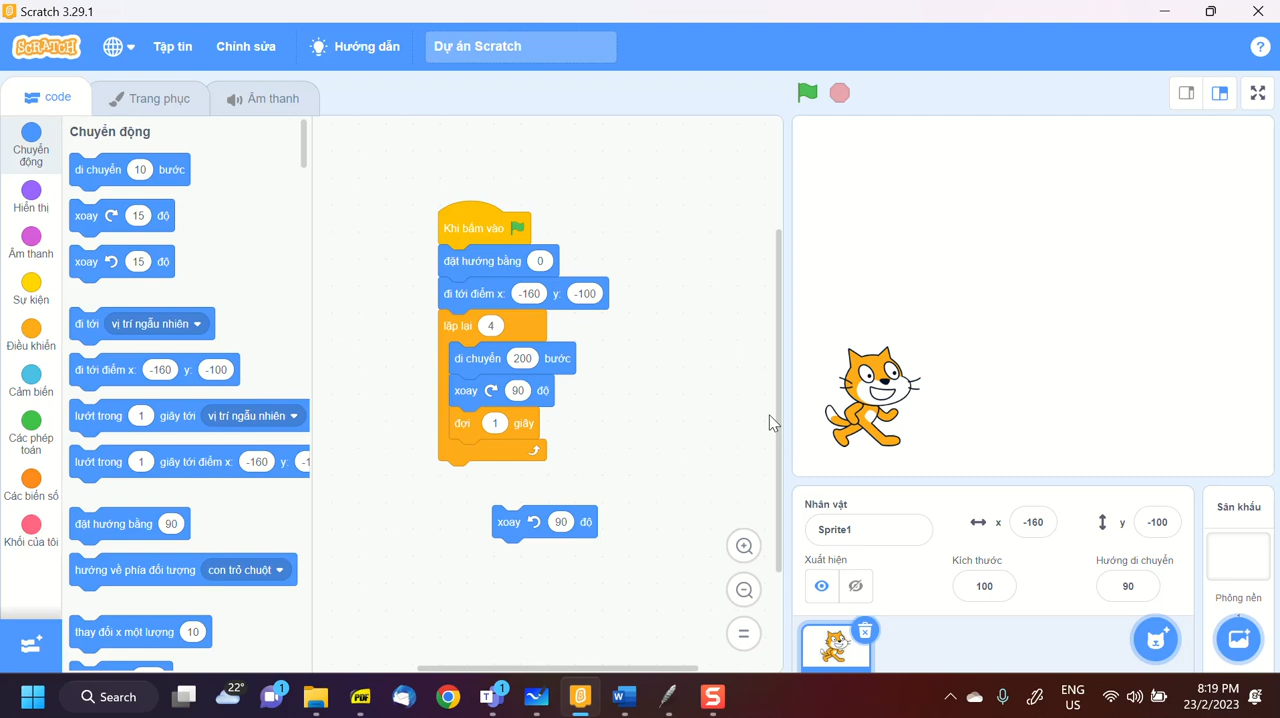 Scratch 3.29.1
SCRATCH
Tập tin
Chỉnh sửa
Hướng dẫn
Dự án Scratch
code
Trang phục
Âm thanh
Chuyển động
Hiển thị
Âm thanh
Sự kiện
Điều khiển
Cảm biến
Các phép toán
Các biến số
Khối của tôi
Chuyển động
di chuyển 10 bước
xoay 15 độ
xoay 15 độ
đi tới vị trí ngẫu nhiên
đi tới điểm x: -160 y: -100
lướt trong 1 giây tới vị trí ngẫu nhiên
lướt trong 1 giây tới điểm x: -160 y: -1
đặt hướng bằng 90
hướng về phía đối tượng con trỏ chuột
thay đổi x một lượng 10
Khi bấm vào
đặt hướng bằng 0
đi tới điểm x: -160 y: -100
lặp lại 4
di chuyển 200 bước
xoay 90 độ
đợi 1 giây
xoay 90 độ
Nhân vật
Sprite1
x -160
y -100
Xuất hiện
Kích thước
100
Hướng di chuyển
90
Sân khấu
Phông nền
Search
22°
1
PDF
1
ENG
US
8:19 PM
23/2/2023